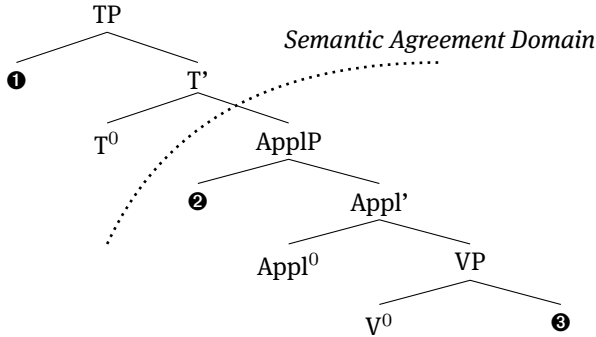 TP
Semantic Agreement Domain
❶
T’
T⁰
ApplP
❷
Appl’
Appl⁰
VP
V⁰
❸